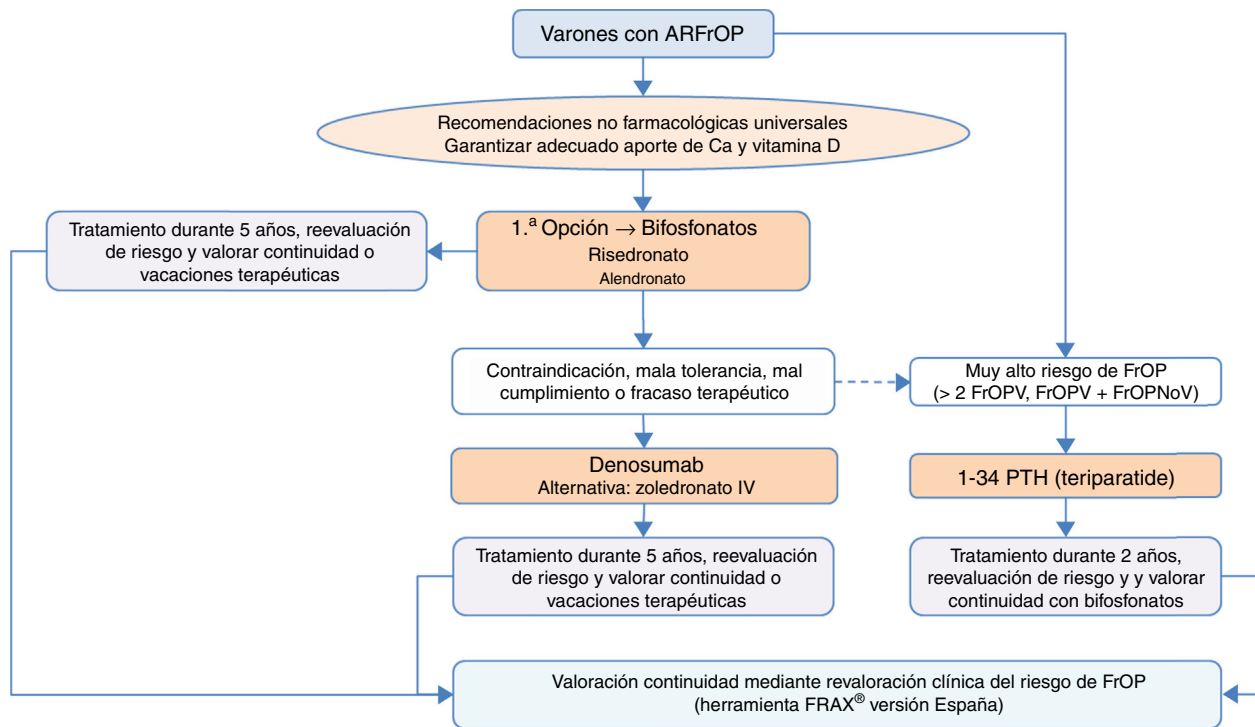 Varones con ARFrOP
Recomendaciones no farmacológicas universales
Garantizar adecuado aporte de Ca y vitamina D
Tratamiento durante 5 años, reevaluación
de riesgo y valorar continuidad o
vacaciones terapéuticas
1.ª Opción → Bifosfonatos
Risedronato
Alendronato
Contraindicación, mala tolerancia, mal
cumplimiento o fracaso terapéutico
Muy alto riesgo de FrOP
(> 2 FrOPV, FrOPV + FrOPNoV)
Denosumab
Alternativa: zoledronato IV
1-34 PTH (teriparatide)
Tratamiento durante 5 años, reevaluación
de riesgo y valorar continuidad o
vacaciones terapéuticas
Tratamiento durante 2 años,
reevaluación de riesgo y y valorar
continuidad con bifosfonatos
Valoración continuidad mediante revaloración clínica del riesgo de FrOP
(herramienta FRAX® versión España)